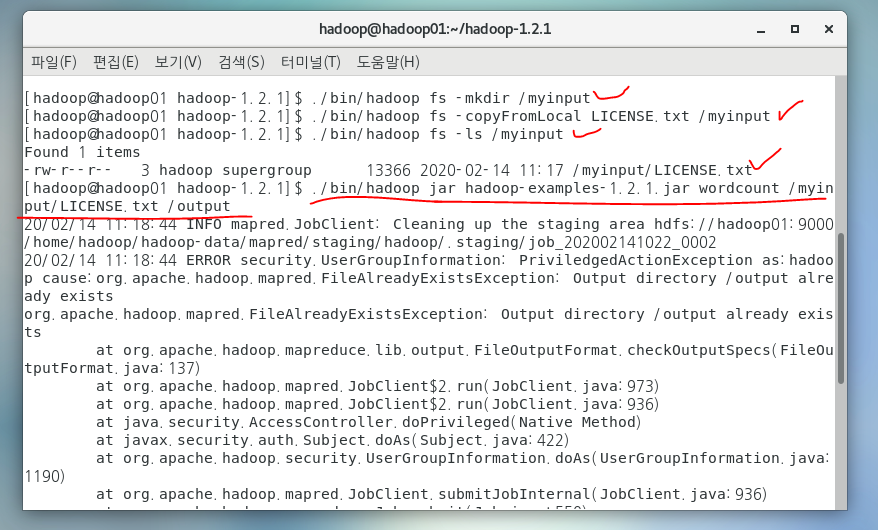 hadoop@hadoop01:~/hadoop-1.2.1
파일(F) 편집(E) 보기(V) 검색(S) 터미널(T) 도움말(H)
[hadoop@hadoop01 hadoop-1.2.1]$ ./bin/hadoop fs -mkdir /myinput
[hadoop@hadoop01 hadoop-1.2.1]$ ./bin/hadoop fs -copyFromLocal LICENSE.txt /myinput
[hadoop@hadoop01 hadoop-1.2.1]$ ./bin/hadoop fs -ls /myinput
Found 1 items
-rw-r--r--   3 hadoop supergroup      13366 2020-02-14 11:17 /myinput/LICENSE.txt
[hadoop@hadoop01 hadoop-1.2.1]$ ./bin/hadoop jar hadoop-examples-1.2.1.jar wordcount /myin
put/LICENSE.txt /output
20/02/14 11:18:44 INFO mapred.JobClient: Cleaning up the staging area hdfs://hadoop01:9000
/home/hadoop/hadoop-data/mapred/staging/hadoop/.staging/job_202002141022_0002
20/02/14 11:18:44 ERROR security.UserGroupInformation: PriviledgedActionException as:hadoo
p cause:org.apache.hadoop.mapred.FileAlreadyExistsException: Output directory /output alre
ady exists
org.apache.hadoop.mapred.FileAlreadyExistsException: Output directory /output already exis
ts
        at org.apache.hadoop.mapreduce.lib.output.FileOutputFormat.checkOutputSpecs(FileOu
tputFormat.java:137)
        at org.apache.hadoop.mapred.JobClient$2.run(JobClient.java:973)
        at org.apache.hadoop.mapred.JobClient$2.run(JobClient.java:936)
        at java.security.AccessController.doPrivileged(Native Method)
        at javax.security.auth.Subject.doAs(Subject.java:422)
        at org.apache.hadoop.security.UserGroupInformation.doAs(UserGroupInformation.java:
1190)
        at org.apache.hadoop.mapred.JobClient.submitJobInternal(JobClient.java:936)